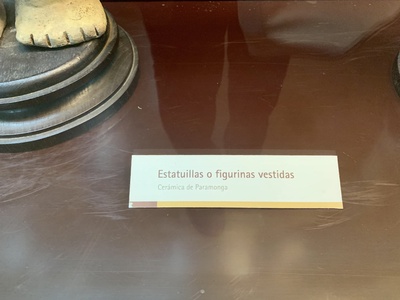 Estatuillas o figurinas vestidas
Cerámica de Paramonga